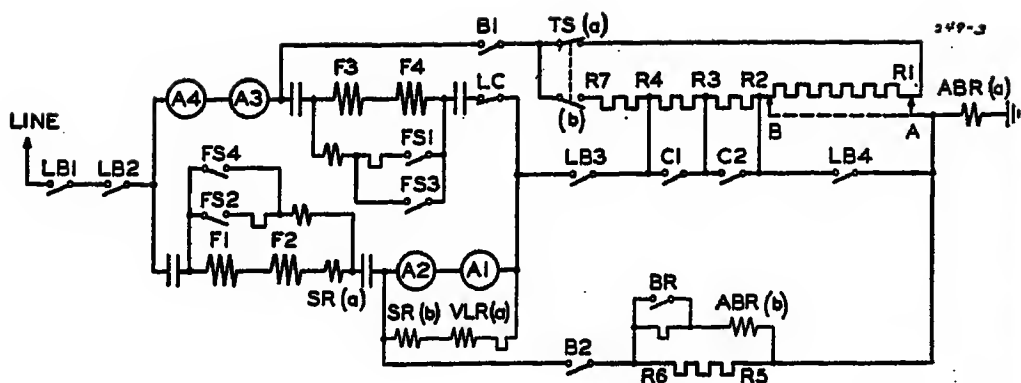 B1 TS (a) 349-3
F3 F4 LC R7 R4 R3 R2 R1 ABR (a)
A4 A3
LINE (b) B A
FS1
LB1 LB2 FS4 FS3 LB3 C1 C2 LB4
FS2
F1 F2 A2 A1
SR (a) BR
SR (b) VLR (a) ABR (b)
B2
R6 R5